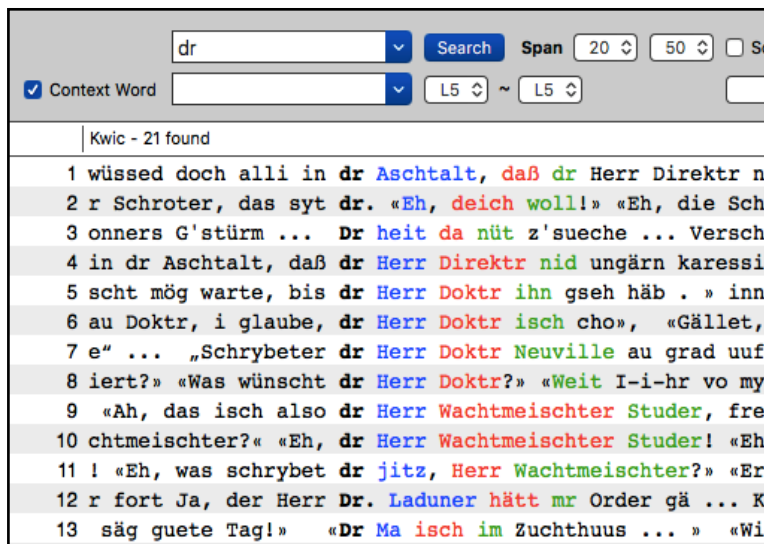 dr Search Span 20 50 Se
Context Word L5 ~ L5
Kwic - 21 found
1 wüssed doch alli in dr Aschtalt, daß dr Herr Direktr n
2 r Schroter, das syt dr. «Eh, deich woll!» «Eh, die Sch
3 onners G'stürm ... Dr heit da nüt z'sueche ... Versch
4 in dr Aschtalt, daß dr Herr Direktr nid ungärn karessi
5 scht mög warte, bis dr Herr Doktr ihn gseh häb . » inn
6 au Doktr, i glaube, dr Herr Doktr isch cho», «Gället,
7 e“ ... „Schrybeter dr Herr Doktr Neuville au grad uuf
8 iert?» «Was wünscht dr Herr Doktr?» «Weit I-i-hr vo my
9 «Ah, das isch also dr Herr Wachtmeischter Studer, fre
10 chtmeischter?« «Eh, dr Herr Wachtmeischter Studer! «Eh
11 ! «Eh, was schrybet dr jitz, Herr Wachtmeischter?» «Er
12 r fort Ja, der Herr Dr. Laduner hätt mr Order gä ... K
13 säg guete Tag!» «Dr Ma isch im Zuchthuus ... » «Wi